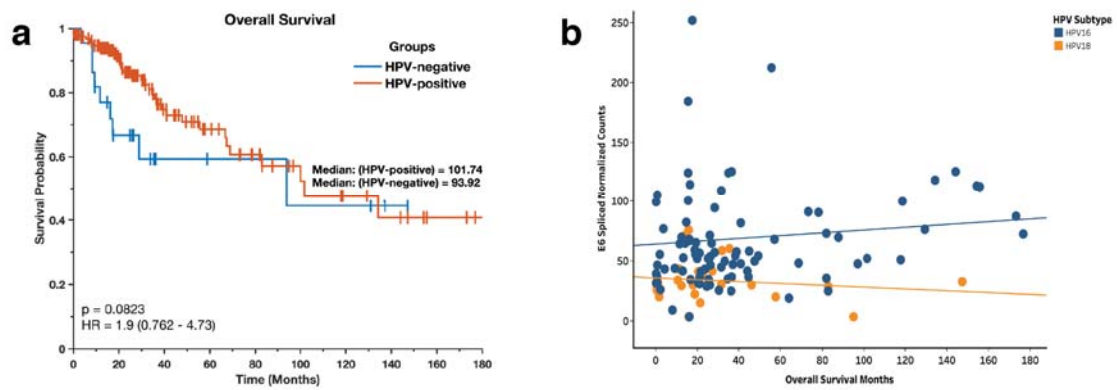 a
Overall Survival
Groups
HPV-negative
HPV-positive
Median: (HPV-positive) = 101.74
Median: (HPV-negative) = 93.92
p = 0.0823
HR = 1.9 (0.762 - 4.73)
Survival Probability
1
0.8
0.6
0.4
0.2
0
0 20 40 60 80 100 120 140 160 180
Time (Months)
b
HPV Subtype
HPV16
HPV18
E6 Spliced Normalized Counts
250
200
150
100
50
0
0 20 40 60 80 100 120 140 160 180
Overall Survival Months